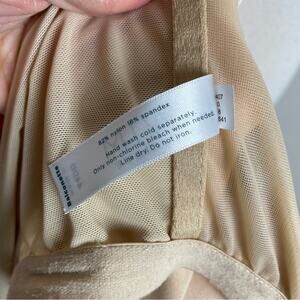 82% nylon 18% spandex
Hand wash cold separately.
Only non-chlorine bleach when needed
Line dry, Do not iron.
Balconette